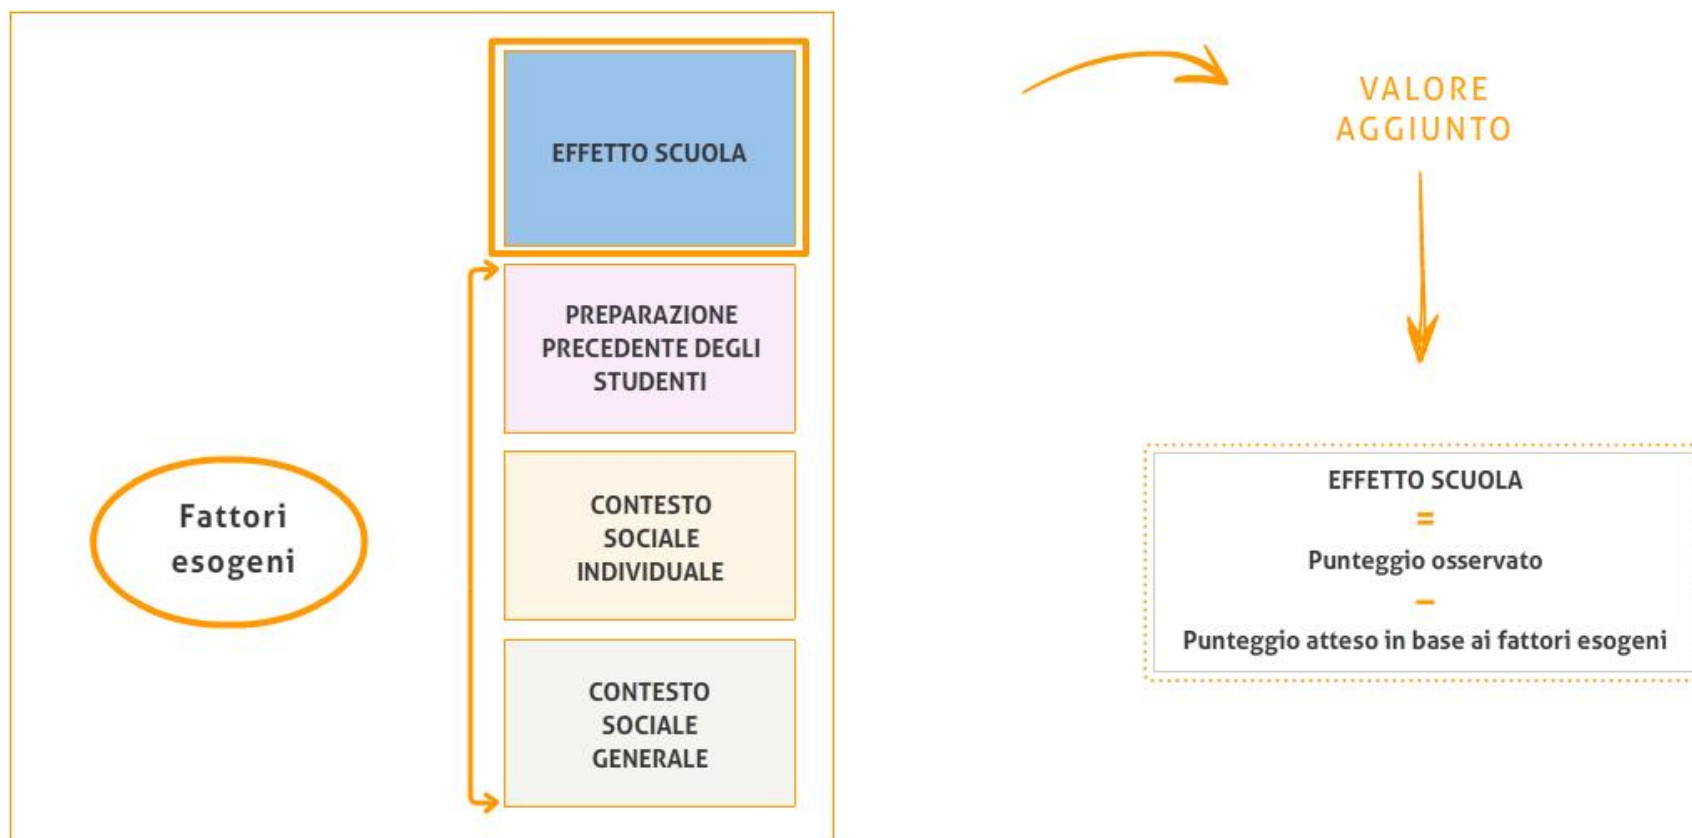 EFFETTO SCUOLA
PREPARAZIONE
PRECEDENTE DEGLI
STUDENTI
CONTESTO
SOCIALE
INDIVIDUALE
CONTESTO
SOCIALE
GENERALE
Fattori
esogeni
VALORE
AGGIUNTO
EFFETTO SCUOLA
=
Punteggio osservato
–
Punteggio atteso in base ai fattori esogeni